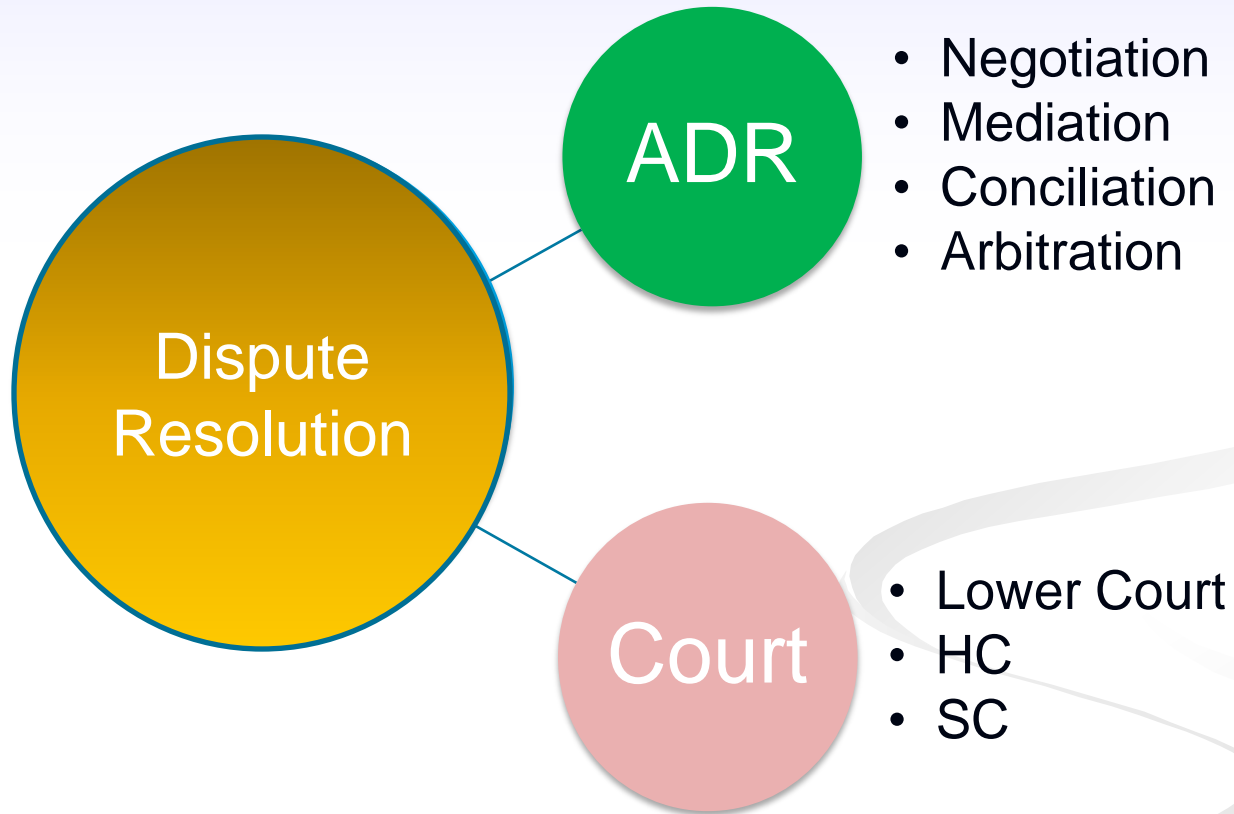 Dispute
Resolution
ADR
• Negotiation
• Mediation
• Conciliation
• Arbitration
Court
• Lower Court
• HC
• SC